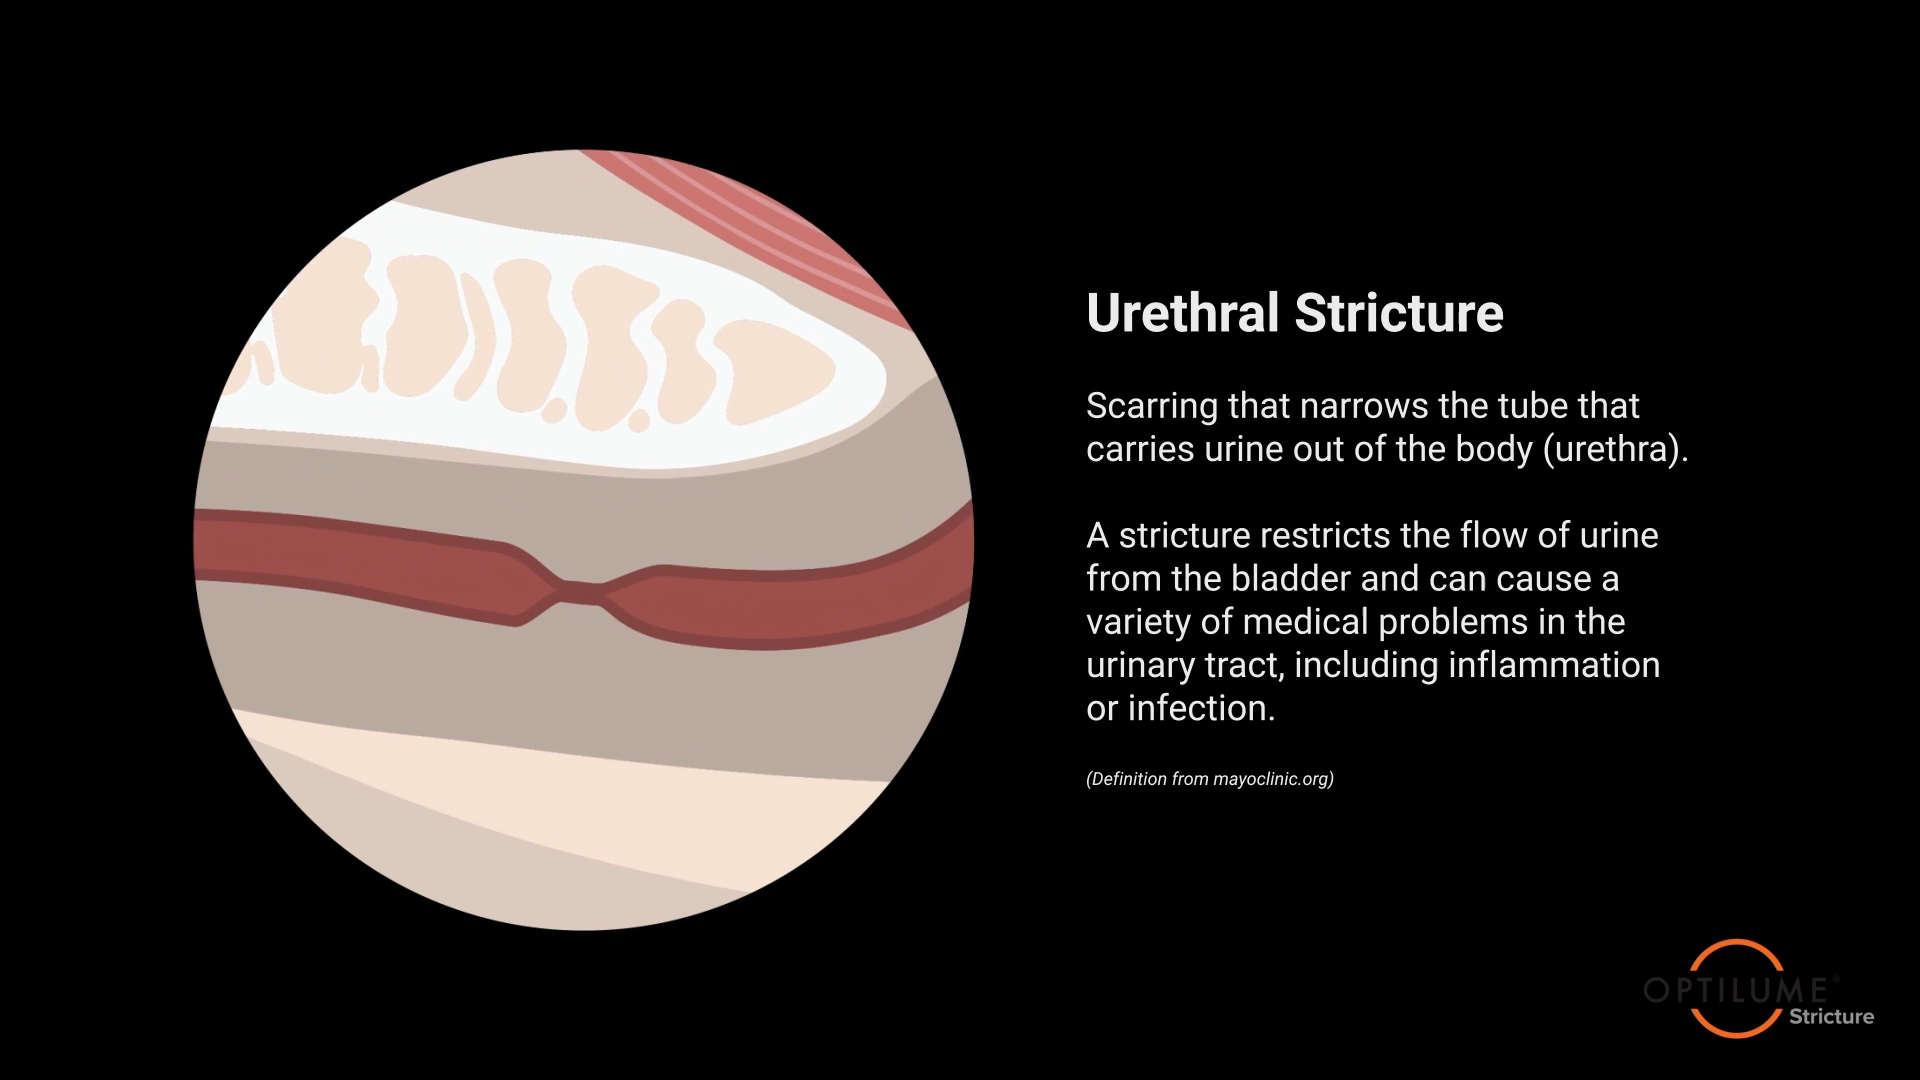 Urethral Stricture
Scarring that narrows the tube that
carries urine out of the body (urethra).
A stricture restricts the flow of urine
from the bladder and can cause a
variety of medical problems in the
urinary tract, including inflammation
or infection.
(Definition from mayoclinic.org)
OPTILUME®
Stricture